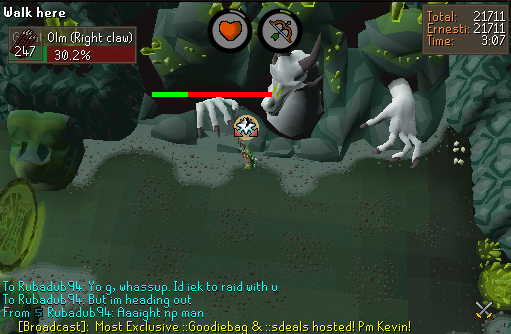 Walk here
Olm (Right claw)
247
30.2%
Total: 21711
Ernesti: 21711
Time: 3:07
To Rubadub94: Yo g, whassup. Id iek to raid with u
To Rubadub94: But im heading out
From Rubadub94: Aaaight np man
[Broadcast]: Most Exclusive ::Goodiebag & ::sdeals hosted! Pm Kevin!